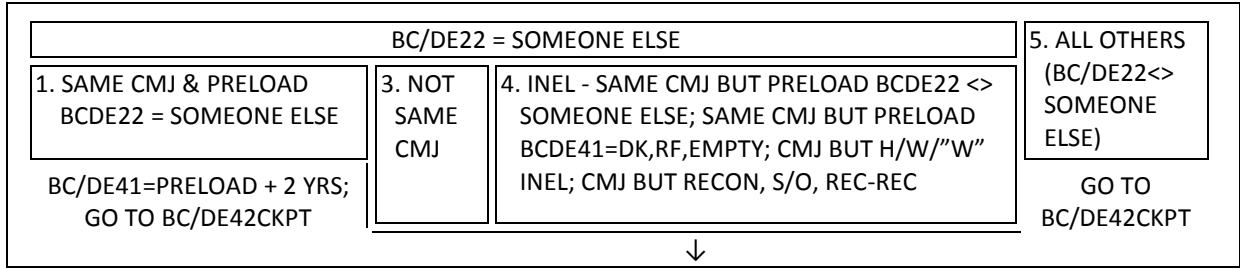 BC/DE22 = SOMEONE ELSE
1. SAME CMJ & PRELOAD
BCDE22 = SOMEONE ELSE
BC/DE41=PRELOAD + 2 YRS;
GO TO BC/DE42CKPT
3. NOT
SAME
CMJ
4. INEL - SAME CMJ BUT PRELOAD BCDE22 <>
SOMEONE ELSE; SAME CMJ BUT PRELOAD
BCDE41=DK,RF,EMPTY; CMJ BUT H/W/”W”
INEL; CMJ BUT RECON, S/O, REC-REC
↓
5. ALL OTHERS
(BC/DE22<>
SOMEONE
ELSE)
GO TO
BC/DE42CKPT